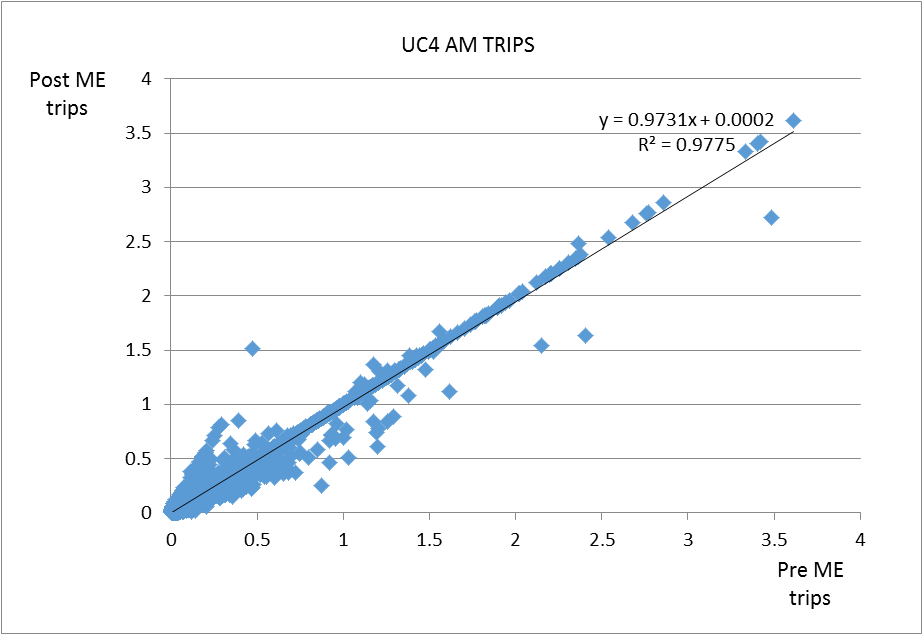 UC4 AM TRIPS
Post ME
trips
4
3.5
3
2.5
2
1.5
1
0.5
0
y = 0.9731x + 0.0002
R² = 0.9775
0 0.5 1 1.5 2 2.5 3 3.5 4
Pre ME
trips